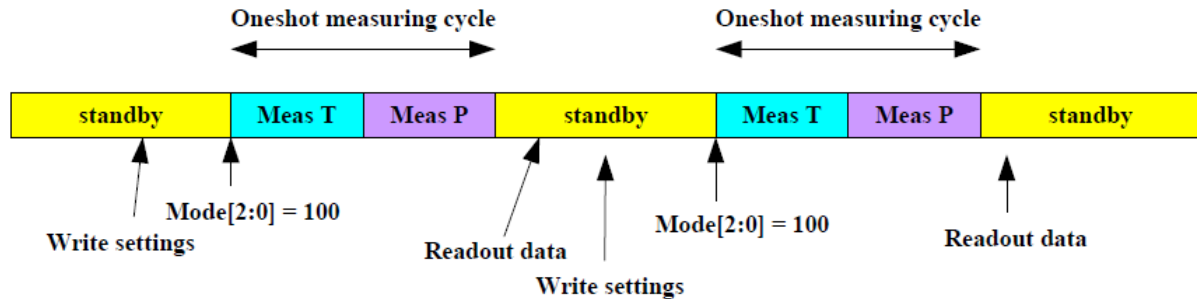 Oneshot measuring cycle
Oneshot measuring cycle
standby
Meas T
Meas P
standby
Meas T
Meas P
standby
Write settings
Mode[2:0] = 100
Readout data
Write settings
Mode[2:0] = 100
Readout data